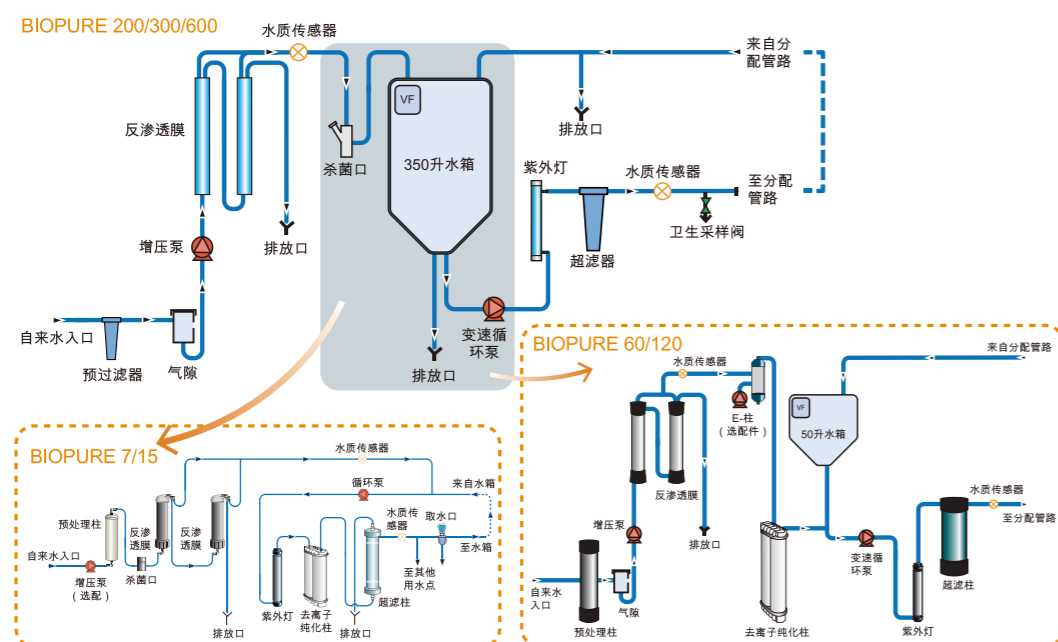 BIOPURE 200/300/600
水质传感器
来自分
配管路
VF
反渗透膜
排放口
杀菌口
350升水箱
紫外灯
水质传感器
至分配
管路
卫生采样阀
增压泵
排放口
超滤器
自来水入口
预过滤器
气隙
变速循
环泵
排放口
BIOPURE 60/120
水质传感器
来自分配管路
E-柱
(选配件)
VF
50升水箱
反渗透膜
增压泵
排放口
水质传感器
至分配管路
变速循
环泵
超滤柱
自来水
入口
气隙
预处理柱
去离子
纯化柱
紫外灯
BIOPURE 7/15
水质传感器
循环泵
来自水箱
预处理柱
反渗
透膜
反渗
透膜
水质传
感器
取水口
至水箱
自来水入口
增压泵
(选配)
杀菌口
至其他
用水点
排放口
紫外灯
去离子
纯化柱
排放口
超滤柱